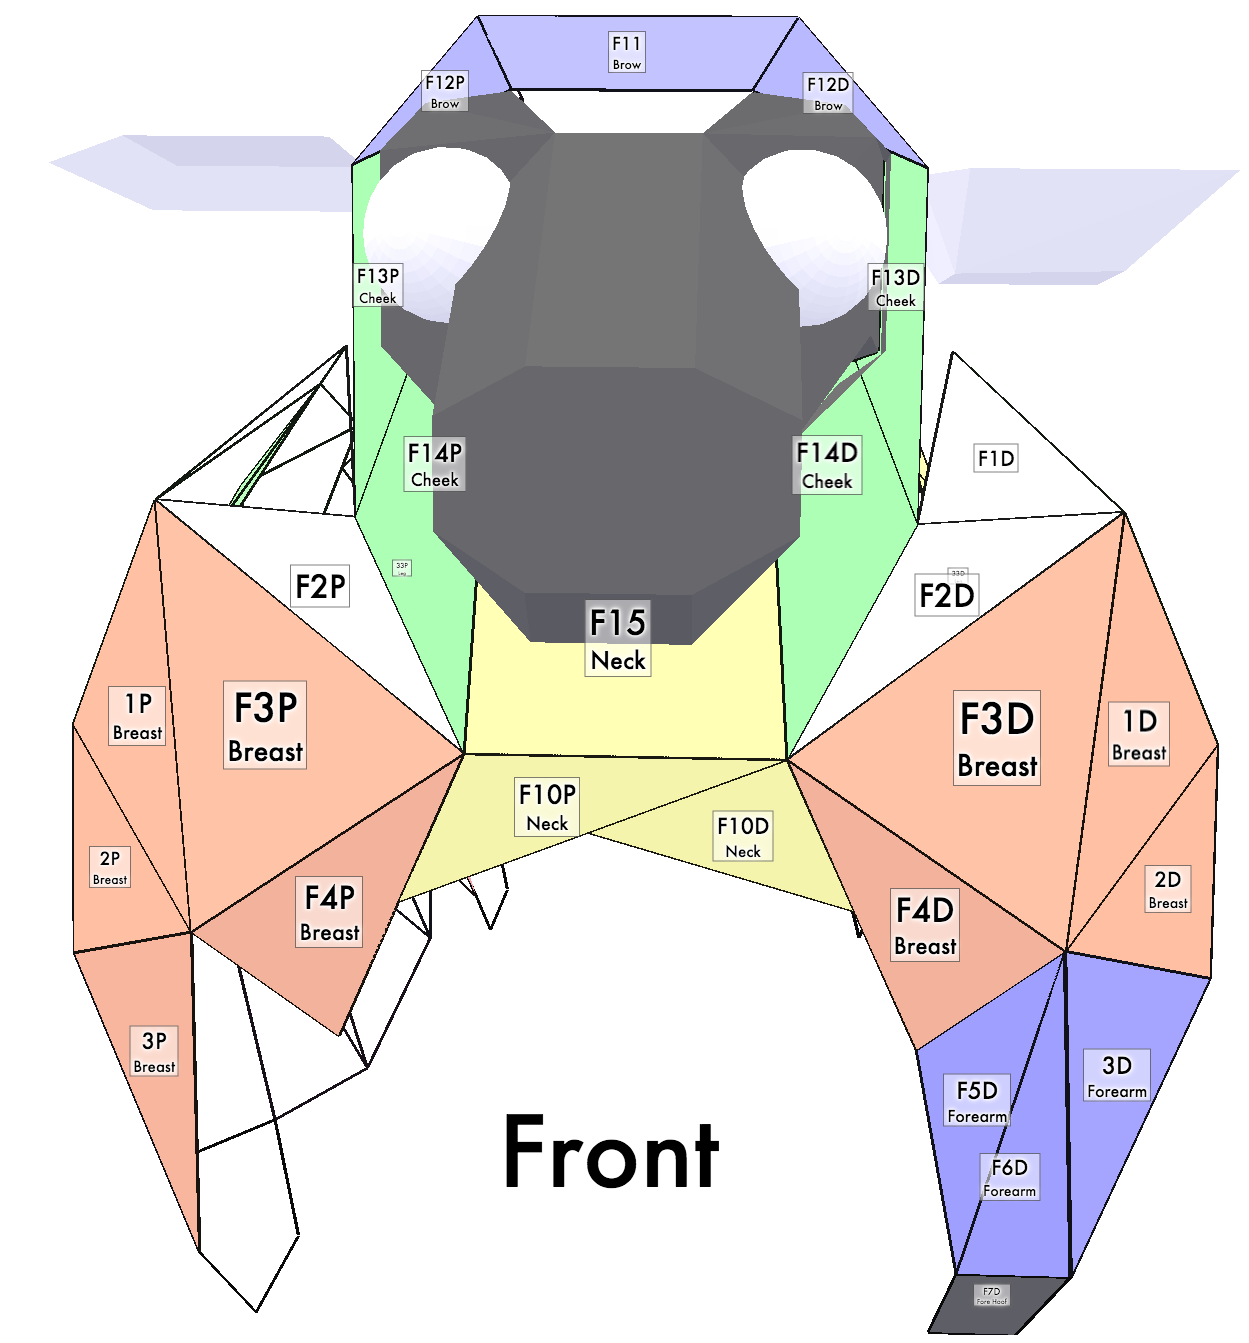 F11
Brow
F12P
Brow
F12D
Brow
F13P
Cheek
F13D
Cheek
F14P
Cheek
F14D
Cheek
F1D
33P
Leg
F2P
33D
F2D
F15
Neck
1P
Breast
F3P
Breast
F3D
Breast
1D
Breast
F10P
Neck
F10D
Neck
2P
Breast
2D
Breast
F4P
Breast
F4D
Breast
3P
Breast
3D
Forearm
F5D
Forearm
F6D
Forearm
Front
F7D
Fore Hoof